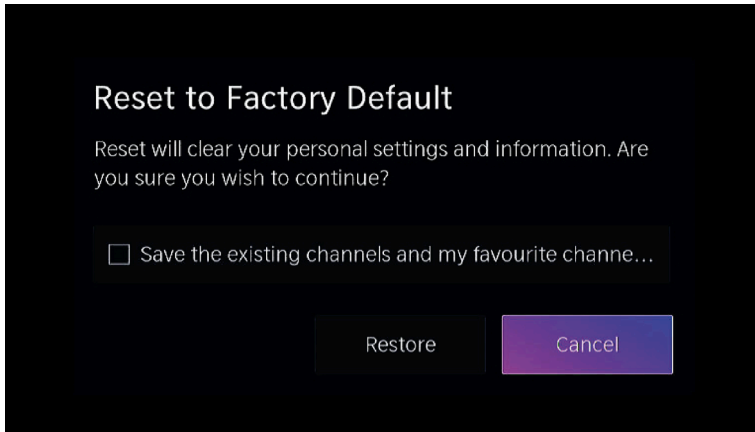 Reset to Factory Default
Reset will clear your personal settings and information. Are
you sure you wish to continue?
Save the existing channels and my favourite channe...
Restore
Cancel